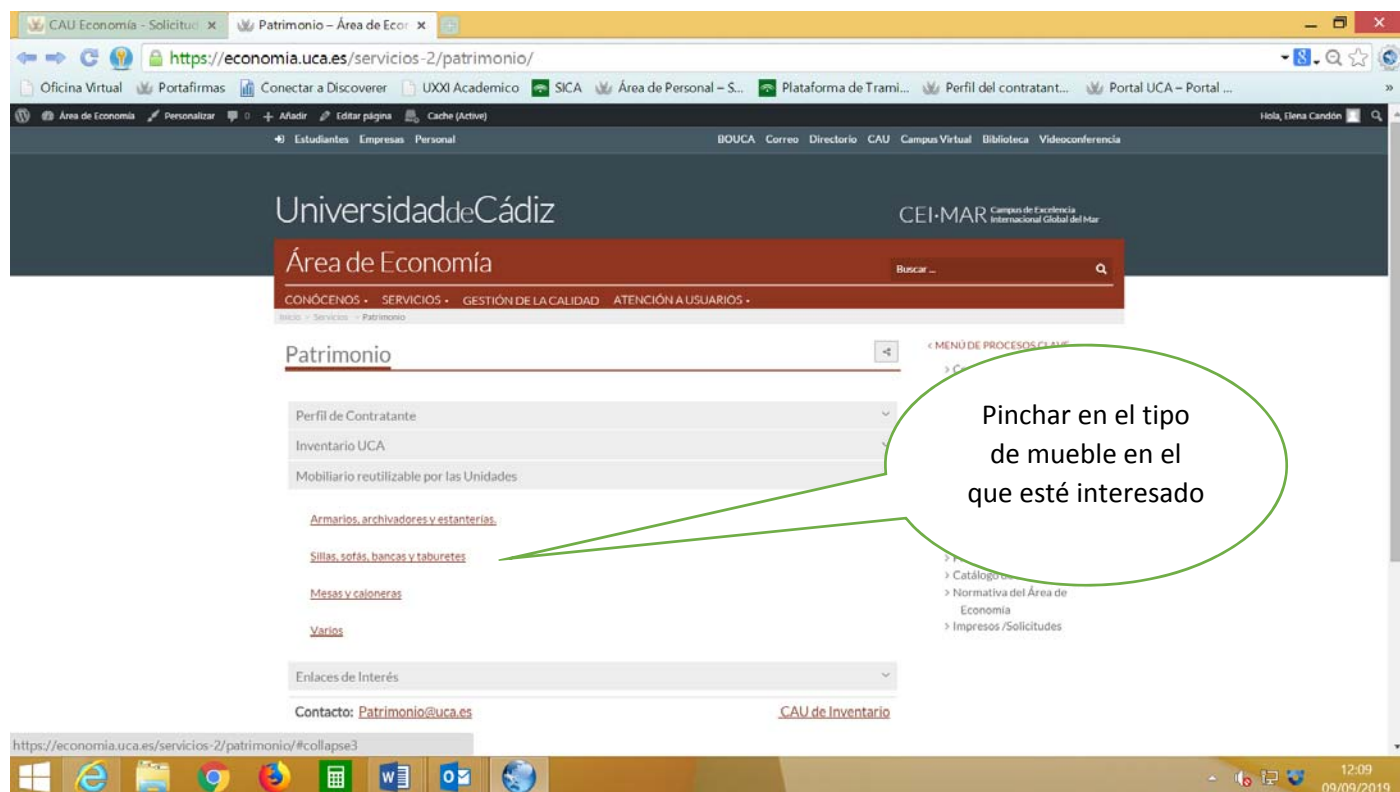 CAU Economía - Solicitud
Patrimonio – Área de Econ
https://economia.uca.es/servicios-2/patrimonio/
Oficina Virtual Portafirmas Conectar a Discoverer UXXI Academico SICA Área de Personal – S... Plataforma de Trami... Perfil del contratant... Portal UCA – Portal ... »
Área de Economía Personalizar 0 + Añadir Editar página Cache (Active) Hola, Elena Candón
Estudiantes Empresas Personal BOUCA Correo Directorio CAU Campus Virtual Biblioteca Videoconferencia
UniversidaddeCádiz
CEI·MAR Campus de Excelencia
Internacional Global del Mar
Área de Economía
Buscar ...
CONÓCENOS SERVICIOS GESTIÓN DE LA CALIDAD ATENCIÓN A USUARIOS
Inicio > Servicios > Patrimonio
Patrimonio
< MENÚ DE PROCESOS CLAVE
Perfil de Contratante
Inventario UCA
Mobiliario reutilizable por las Unidades
Pinchar en el tipo
de mueble en el
que esté interesado
Armarios, archivadores y estanterías.
Sillas, sofás, bancas y taburetes
Mesas y cajoneras
Varios
> Catálogo de
> Normativa del Área de
Economía
> Impresos /Solicitudes
Enlaces de Interés
Contacto: Patrimonio@uca.es CAU de Inventario
https://economia.uca.es/servicios-2/patrimonio/#collapse3
12:09
09/09/2019